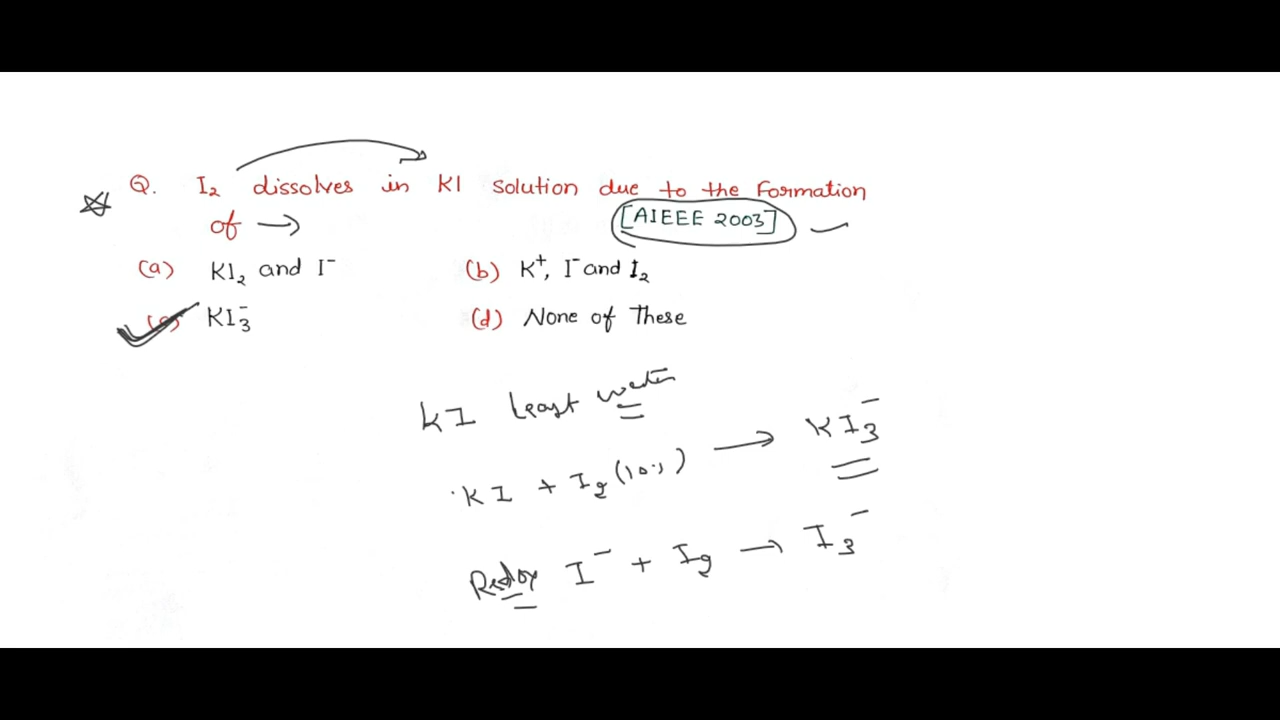 Q. I₂ dissolves in KI solution due to the Formation
of → [AIEEE 2003]
(a) KI₂ and I⁻ (b) K⁺, I⁻ and I₂
(c) KI₃⁻ (d) None of These
KI Least water
KI + I₂ → KI₃⁻
Redox I⁻ + I₂ → I₃⁻